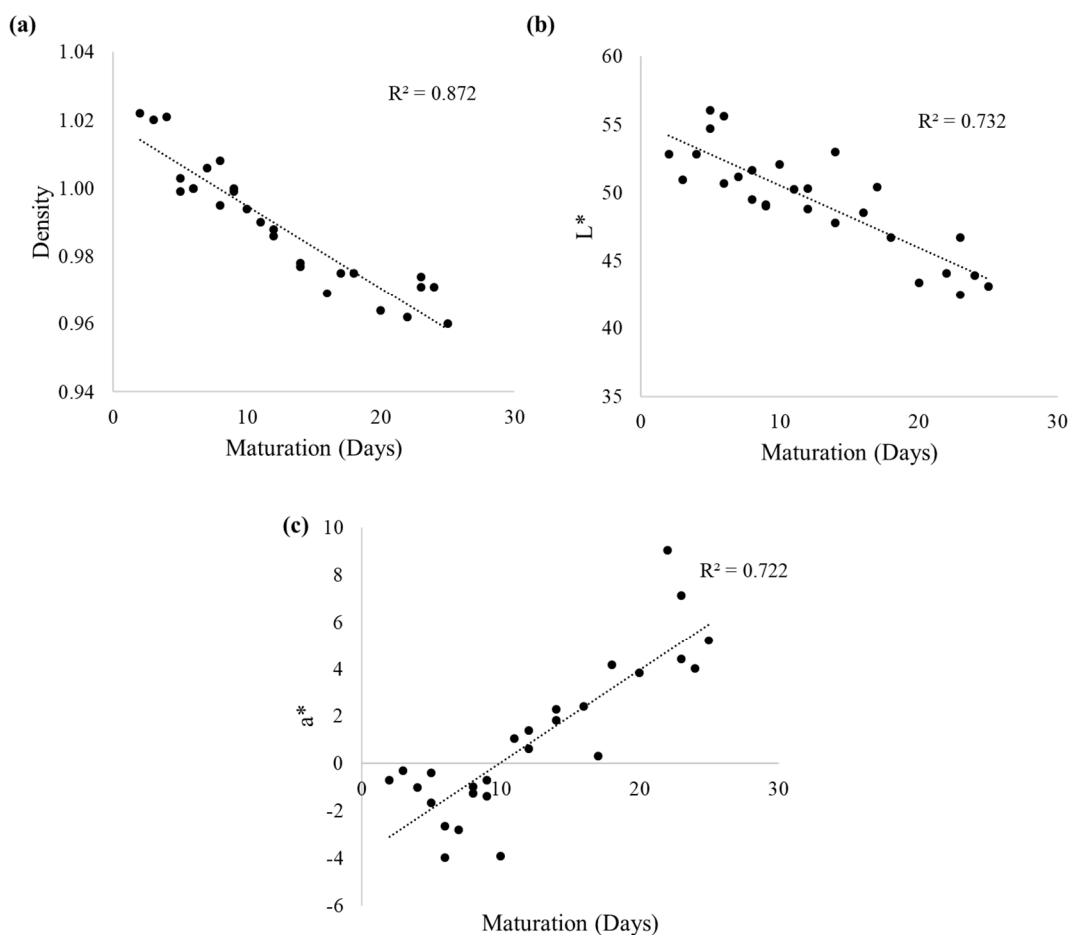 (a)
1.04
1.02
1.00
0.98
0.96
0.94
Density
R² = 0.872
0 10 20 30
Maturation (Days)
(b)
60
55
50
45
40
35
L*
R² = 0.732
0 10 20 30
Maturation (Days)
(c)
10
8
6
4
2
0
-2
-4
-6
a*
R² = 0.722
0 10 20 30
Maturation (Days)